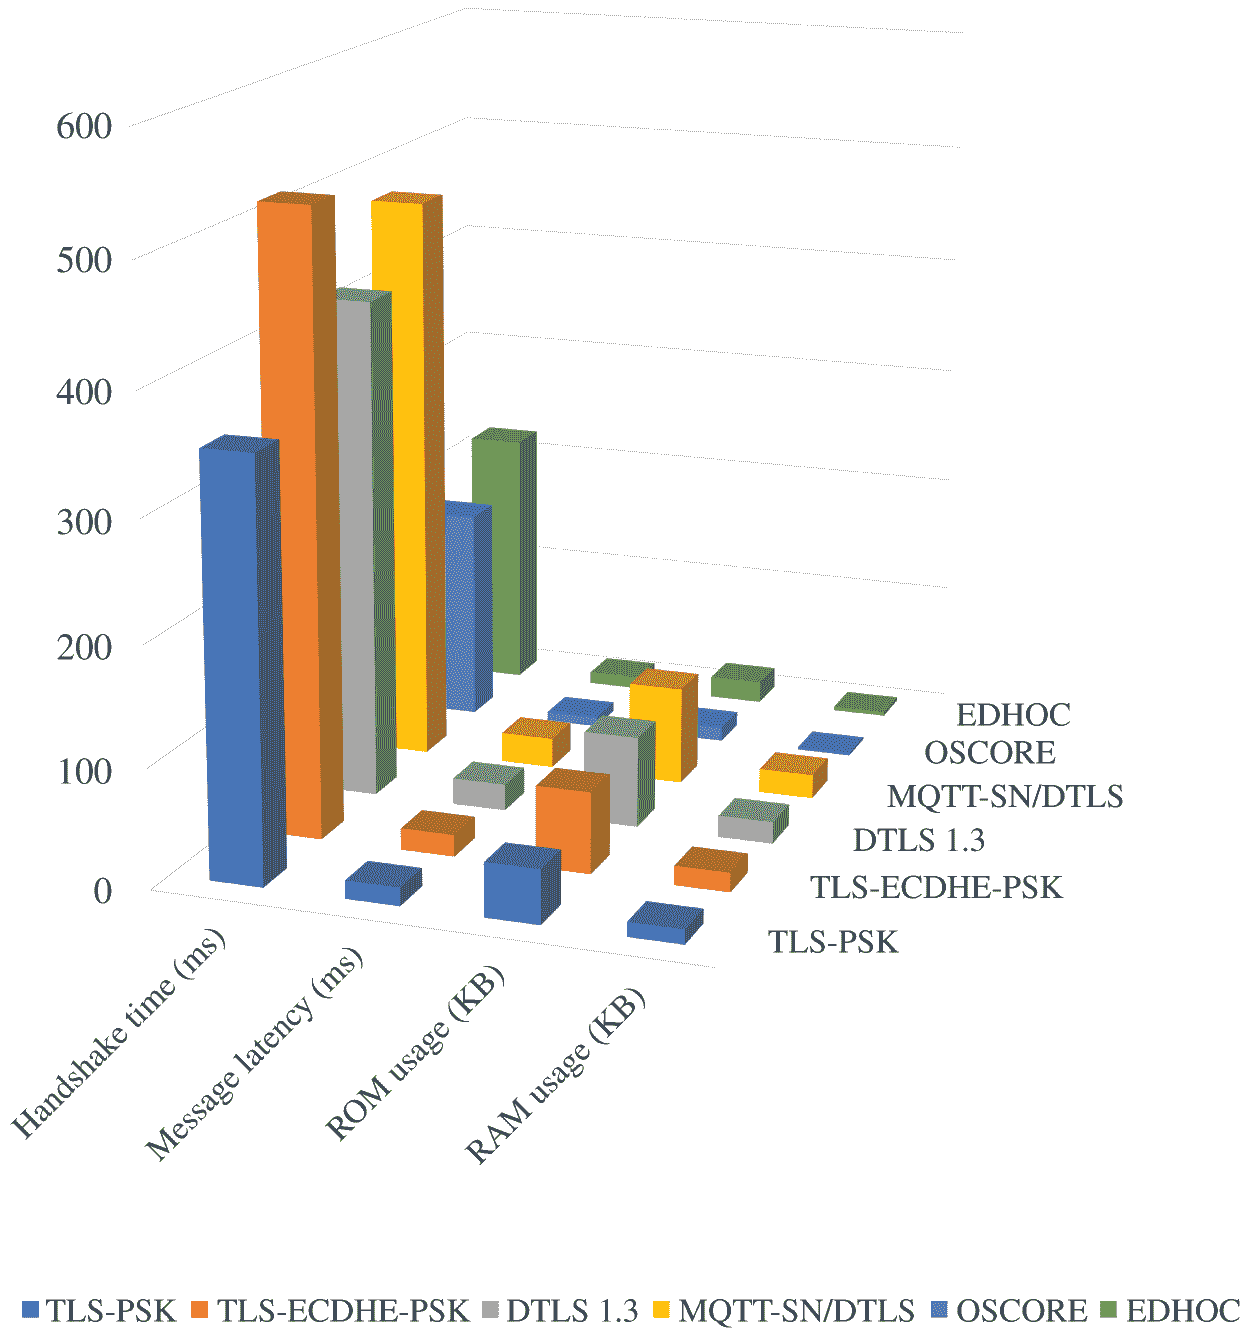 600
500
400
300
200
100
0
EDHOC
OSCORE
MQTT-SN/DTLS
DTLS 1.3
TLS-ECDHE-PSK
TLS-PSK
Handshake time (ms)
Message latency (ms)
ROM usage (KB)
RAM usage (KB)
TLS-PSK TLS-ECDHE-PSK DTLS 1.3 MQTT-SN/DTLS OSCORE EDHOC